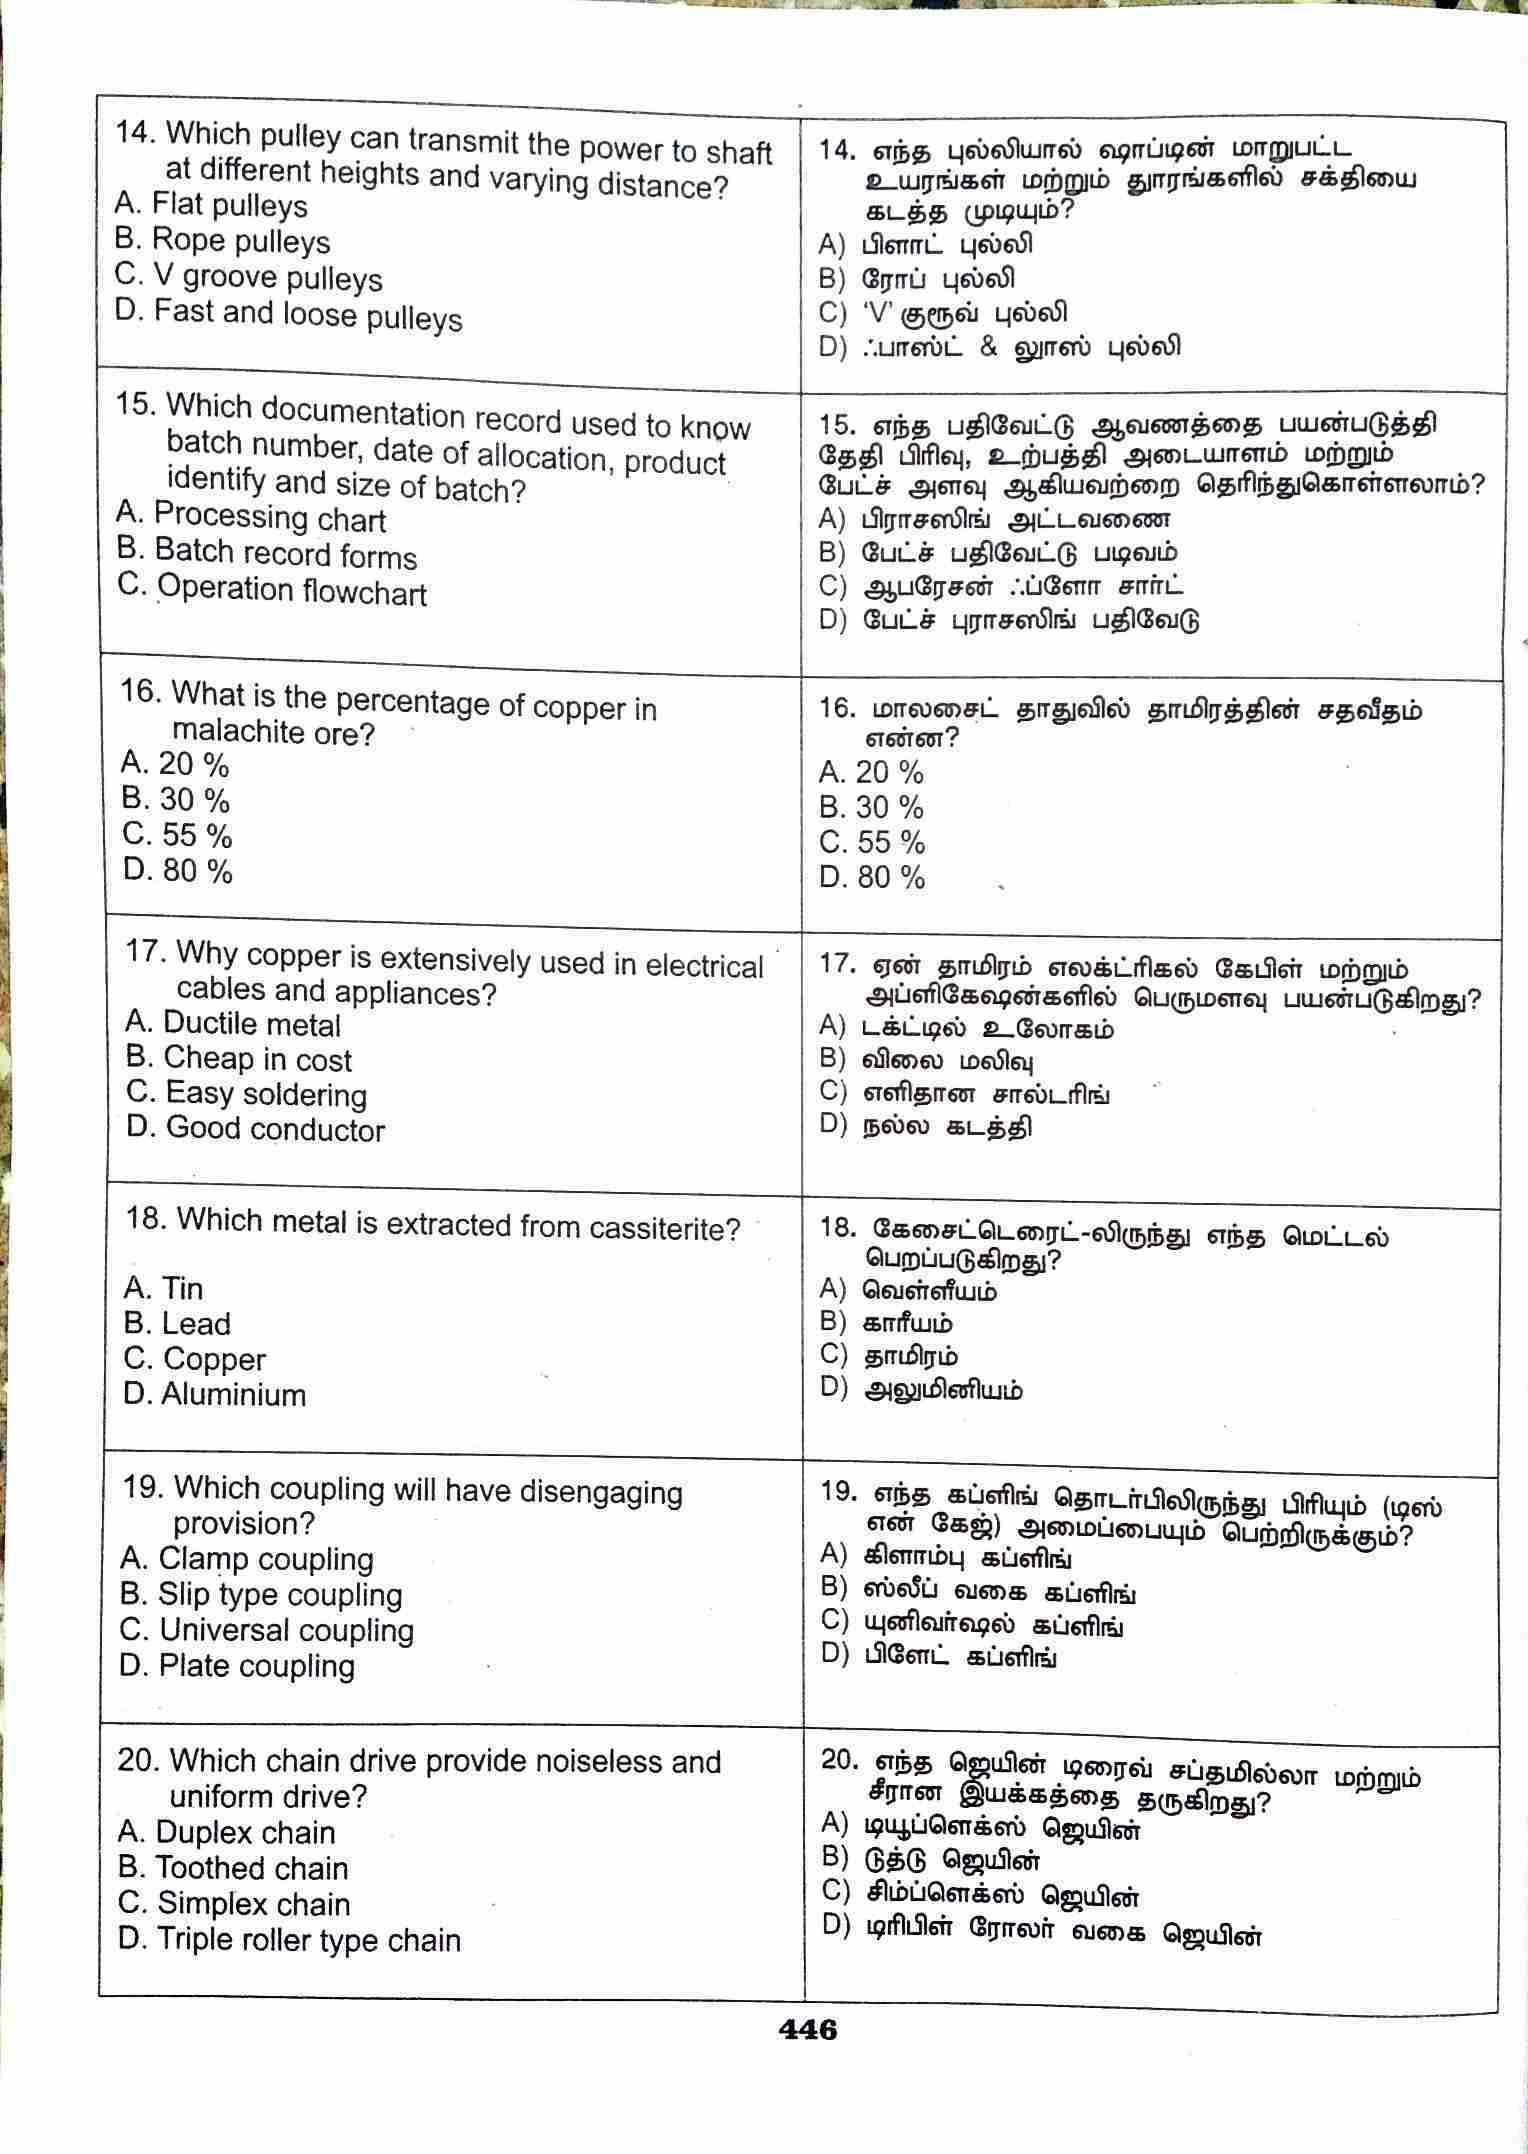 14. Which pulley can transmit the power to shaft
at different heights and varying distance?
A. Flat pulleys
B. Rope pulleys
C. V groove pulleys
D. Fast and loose pulleys
14. எந்த புல்லியால் ஷாப்டின் மாறுபட்ட
உயரங்கள் மற்றும் தூரங்களில் சக்தியை
கடத்த முடியும்?
A) பிளாட் புல்லி
B) ரோப் புல்லி
C) ‘V’ குரூவ் புல்லி
D) ஃபாஸ்ட் & லூாஸ் புல்லி
15. Which documentation record used to know
batch number, date of allocation, product
identify and size of batch?
A. Processing chart
B. Batch record forms
C. Operation flowchart
15. எந்த பதிவேட்டு ஆவணத்தை பயன்படுத்தி
தேதி பிரிவு, உற்பத்தி அடையாளம் மற்றும்
பேட்ச் அளவு ஆகியவற்றை தெரிந்துகொள்ளலாம்?
A) பிராசஸிங் அட்டவணை
B) பேட்ச் பதிவேட்டு படிவம்
C) ஆபரேசன் ஃப்ளோ சார்ட்
D) பேட்ச் புராசஸிங் பதிவேடு
16. What is the percentage of copper in
malachite ore?
A. 20 %
B. 30 %
C. 55 %
D. 80 %
16. மாலசைட் தாதுவில் தாமிரத்தின் சதவீதம்
என்ன?
A. 20 %
B. 30 %
C. 55 %
D. 80 %
17. Why copper is extensively used in electrical
cables and appliances?
A. Ductile metal
B. Cheap in cost
C. Easy soldering
D. Good conductor
17. ஏன் தாமிரம் எலக்ட்ரிகல் கேபிள் மற்றும்
அப்ளிகேஷன்களில் பெருமளவு பயன்படுகிறது?
A) டக்ட்டில் உலோகம்
B) விலை மலிவு
C) எளிதான சால்டரிங்
D) நல்ல கடத்தி
18. Which metal is extracted from cassiterite?
A. Tin
B. Lead
C. Copper
D. Aluminium
18. கேசைட்டெரைட்-லிருந்து எந்த மெட்டல்
பெறப்படுகிறது?
A) வெள்ளீயம்
B) காரீயம்
C) தாமிரம்
D) அலுமினியம்
19. Which coupling will have disengaging
provision?
A. Clamp coupling
B. Slip type coupling
C. Universal coupling
D. Plate coupling
19. எந்த கப்ளிங் தொடர்பிலிருந்து பிரியும் (டிஸ்
என் கேஜ்) அமைப்பையும் பெற்றிருக்கும்?
A) கிளாம்பு கப்ளிங்
B) ஸ்லீப் வகை கப்ளிங்
C) யுனிவர்ஷல் கப்ளிங்
D) பிளேட் கப்ளிங்
20. Which chain drive provide noiseless and
uniform drive?
A. Duplex chain
B. Toothed chain
C. Simplex chain
D. Triple roller type chain
20. எந்த ஜெயின் டிரைவ் சப்தமில்லா மற்றும்
சீரான இயக்கத்தை தருகிறது?
A) டியூப்ளெக்ஸ் ஜெயின்
B) டுத்டு ஜெயின்
C) சிம்ப்ளெக்ஸ் ஜெயின்
D) டிரிபிள் ரோலர் வகை ஜெயின்
446